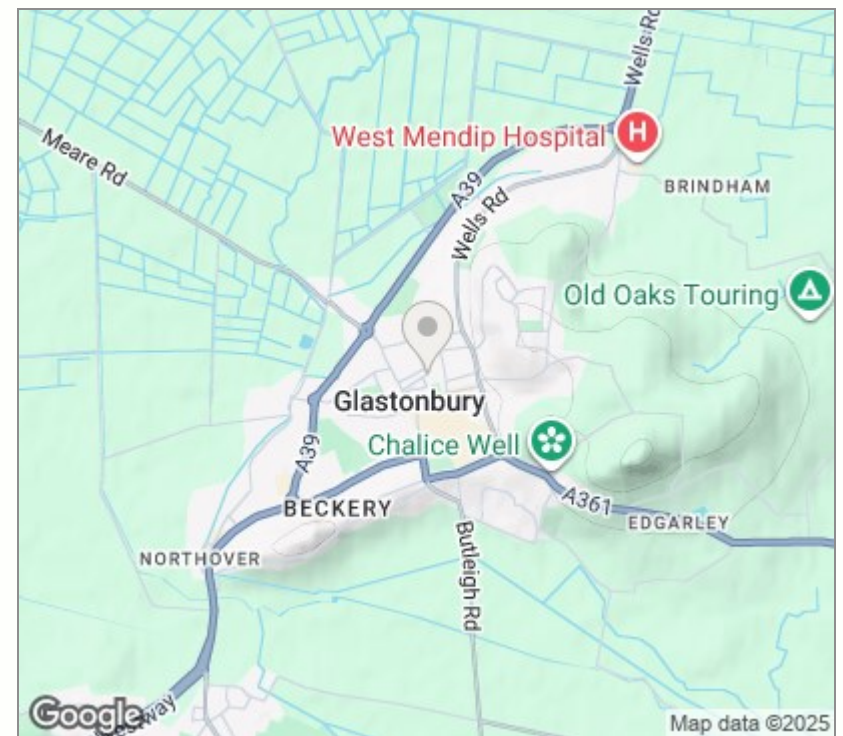 Wells Rd
Meare Rd
West Mendip Hospital
H
BRINDHAM
A39
Wells Rd
Old Oaks Touring
Glastonbury
Chalice Well
A39
BECKERY
A361
EDGARLEY
NORTHOVER
Butleigh Rd
Google
Map data ©2025